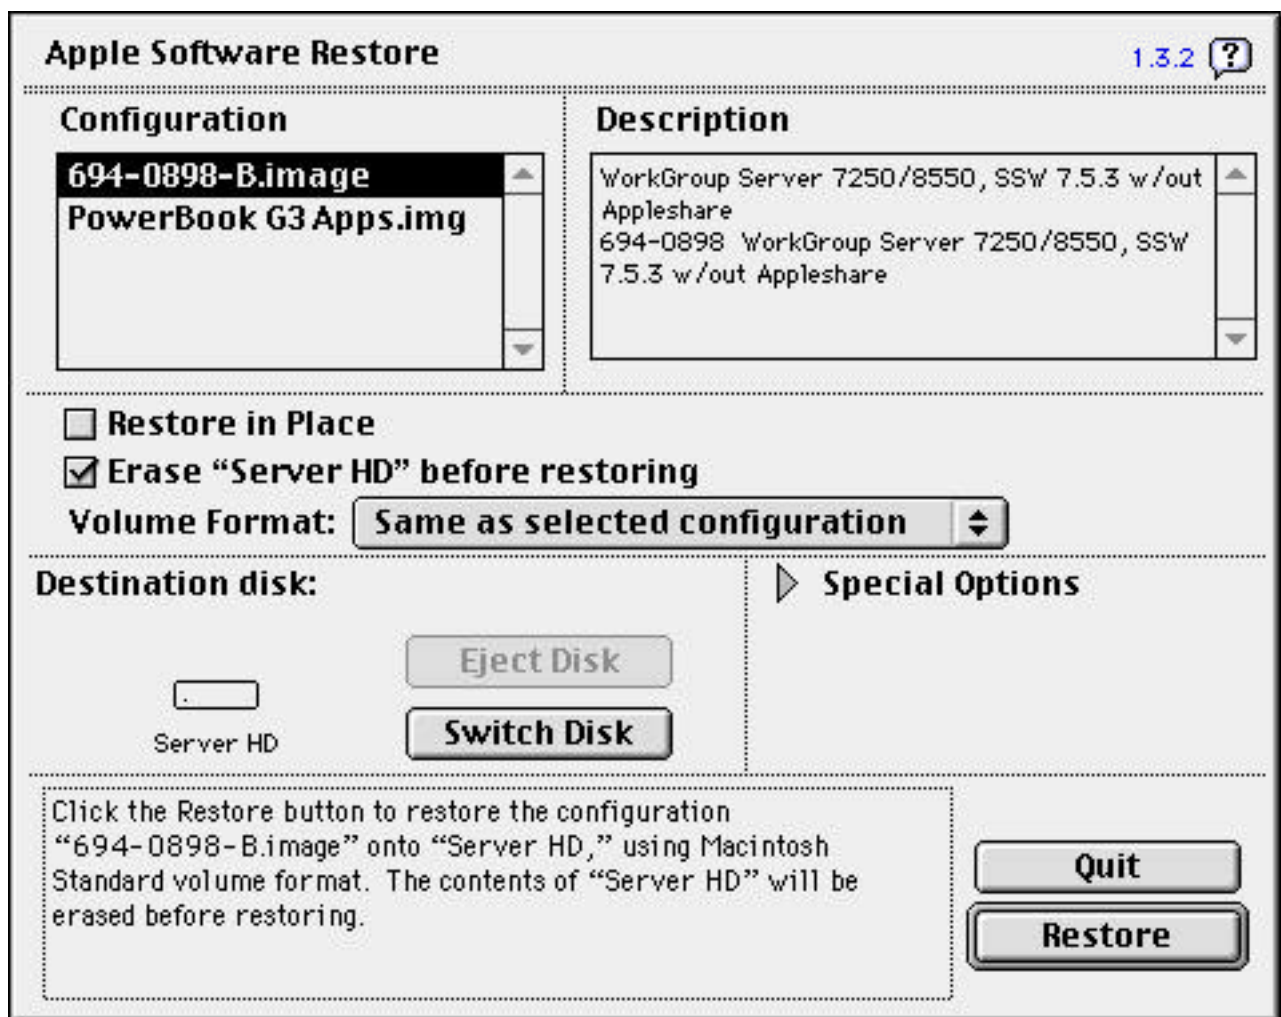 Apple Software Restore
1.3.2 ?
Configuration
694-0898-B.image
PowerBook G3 Apps.img
Description
WorkGroup Server 7250/8550, SSW 7.5.3 w/out
Appleshare
694-0898 WorkGroup Server 7250/8550, SSW
7.5.3 w/out Appleshare
Restore in Place
Erase “Server HD” before restoring
Volume Format: Same as selected configuration
Destination disk:
Server HD
Eject Disk
Switch Disk
Special Options
Click the Restore button to restore the configuration
“694-0898-B.image” onto “Server HD,” using Macintosh
Standard volume format. The contents of “Server HD” will be
erased before restoring.
Quit
Restore